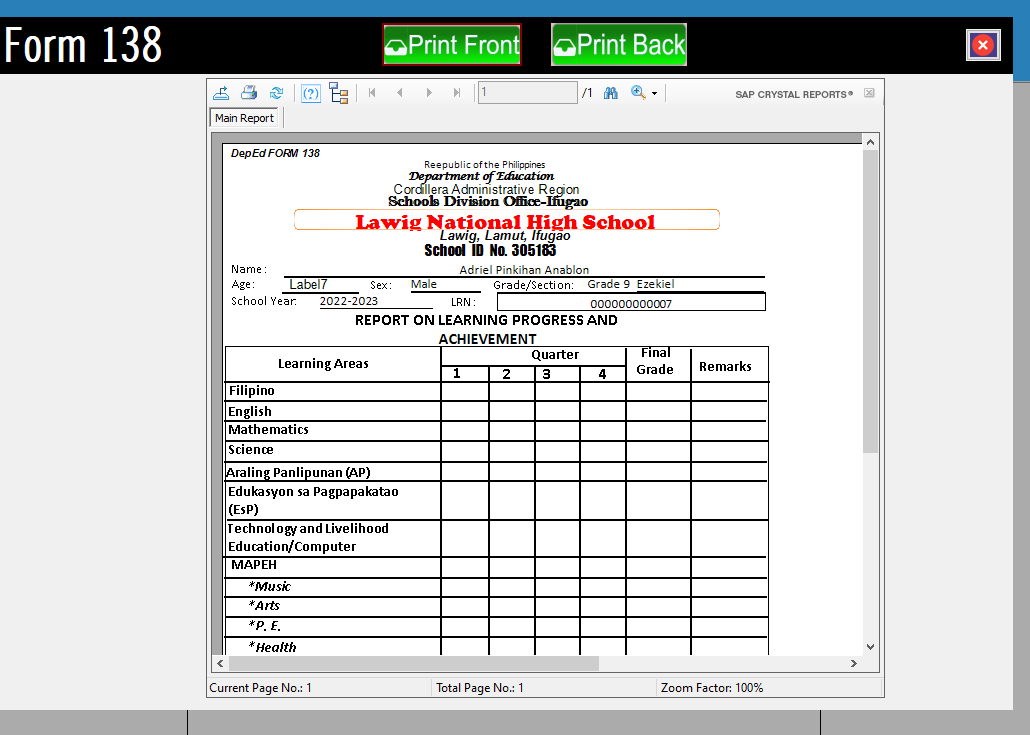 Form 138
Print Front
Print Back
1
/1
SAP CRYSTAL REPORTS®
Main Report
DepEd FORM 138
Reepublic of the Philippines
Department of Education
Cordillera Administrative Region
Schools Division Office-Ifugao
Lawig National High School
Lawig, Lamut, Ifugao
School ID No. 305183
Name: Adriel Pinkihan Anablon
Age: Label7 Sex: Male Grade/Section: Grade 9 Ezekiel
School Year: 2022-2023 LRN: 000000000007
REPORT ON LEARNING PROGRESS AND
ACHIEVEMENT
Learning Areas Quarter Final Grade Remarks
1 2 3 4
Filipino
English
Mathematics
Science
Araling Panlipunan (AP)
Edukasyon sa Pagpapakatao
(EsP)
Technology and Livelihood
Education/Computer
MAPEH
*Music
*Arts
*P. E.
*Health
Current Page No.: 1 Total Page No.: 1 Zoom Factor: 100%